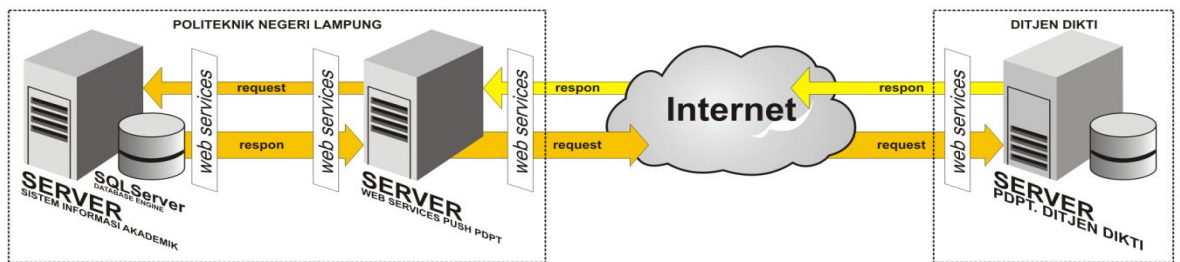 POLITEKNIK NEGERI LAMPUNG
DITJEN DIKTI
web services
web services
web services
web services
request
respon
respon
request
Internet
respon
request
SQLServer
DATABASE ENGINE
SERVER
SISTEM INFORMASI AKADEMIK
SERVER
WEB SERVICES PUSH PDPT
SERVER
PDPT. DITJEN DIKTI